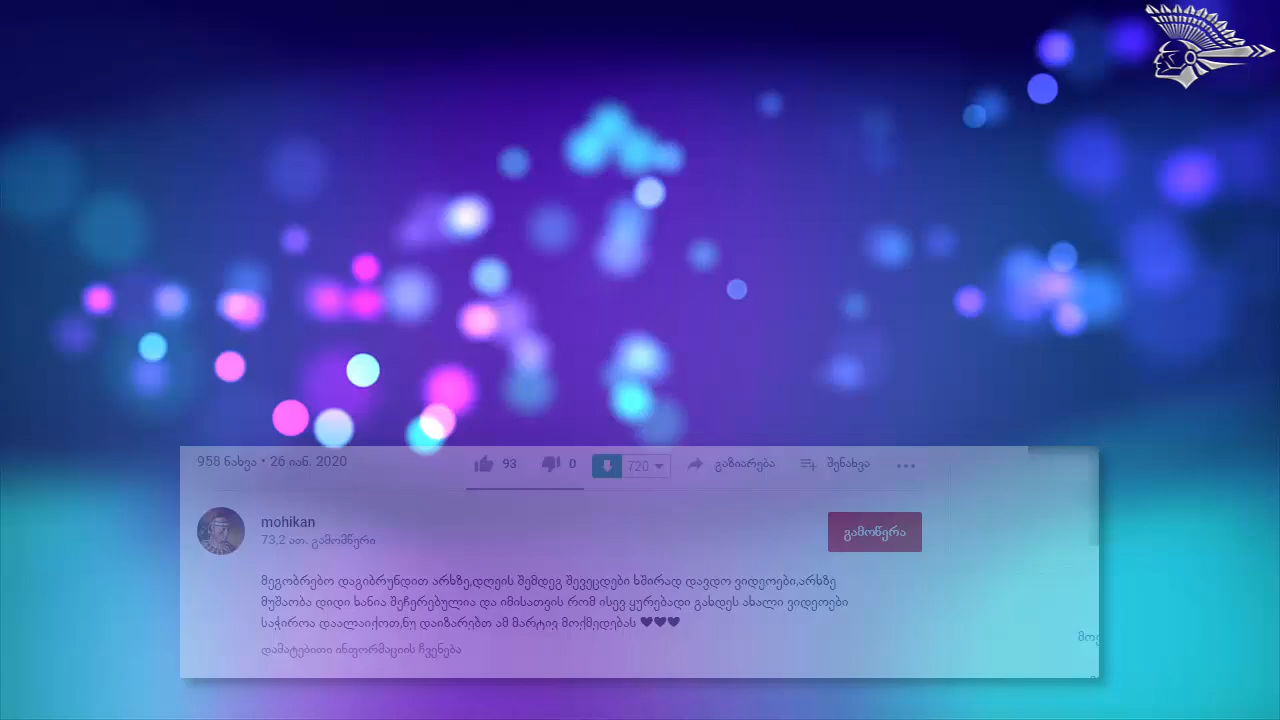 958 ნახვა • 26 იან. 2020
93
0
720
გაზიარება
შენახვა
mohikan
73,2 ათ. გამომწერი
გამოწერა
მეგობრებო დაგიბრუნდით არხზე,დღეის შემდეგ შევეცდები ხშირად დავდო ვიდეოები,არხზე
მუშაობა დიდი ხანია შეჩერებულია და იმისათვის რომ ისევ ყურებადი გახდეს ახალი ვიდეოები
საჭიროა დაალაიქოთ,ნუ დაიზარებთ ამ მარტივ მოქმედებას ♥♥♥
დამატებითი ინფორმაციის ჩვენება